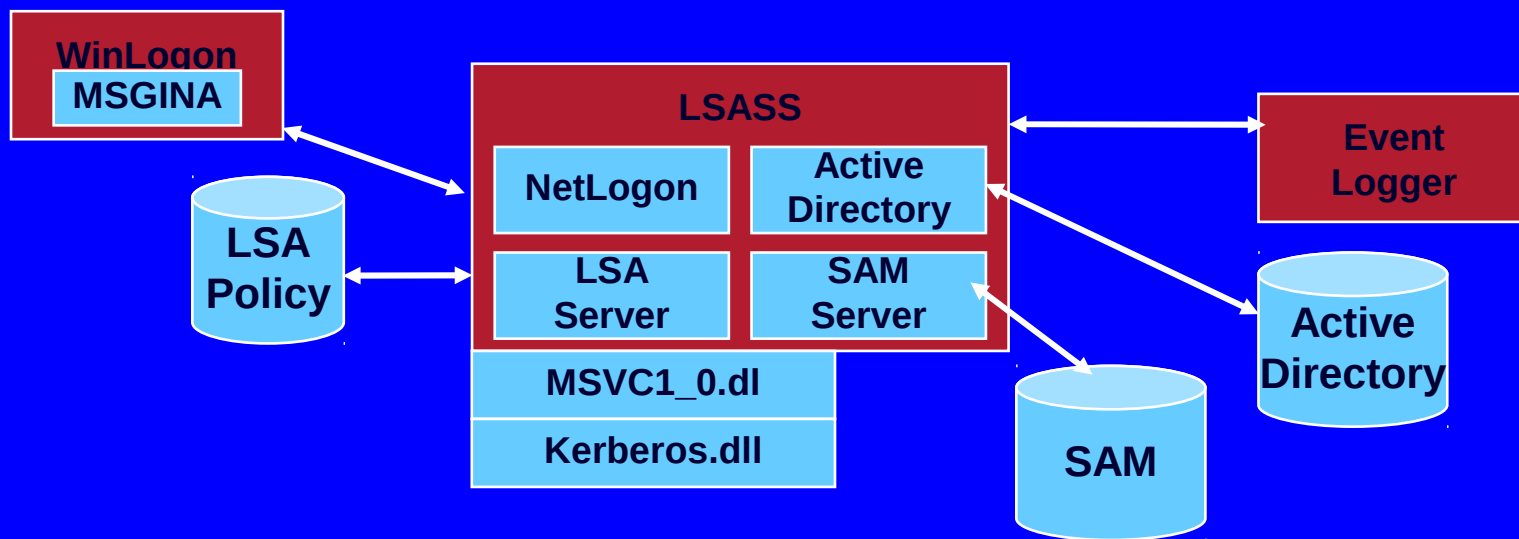 WinLogon
MSGINA
LSASS
NetLogon
Active
Directory
LSA
Server
SAM
Server
MSVC1_0.dl
Kerberos.dll
LSA
Policy
Event
Logger
Active
Directory
SAM